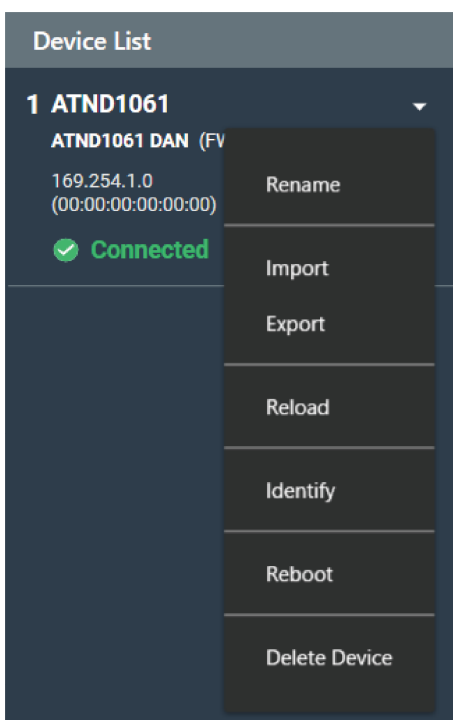 Device List
1 ATND1061
ATND1061 DAN (FW
169.254.1.0
(00:00:00:00:00:00)
Connected
Rename
Import
Export
Reload
Identify
Reboot
Delete Device